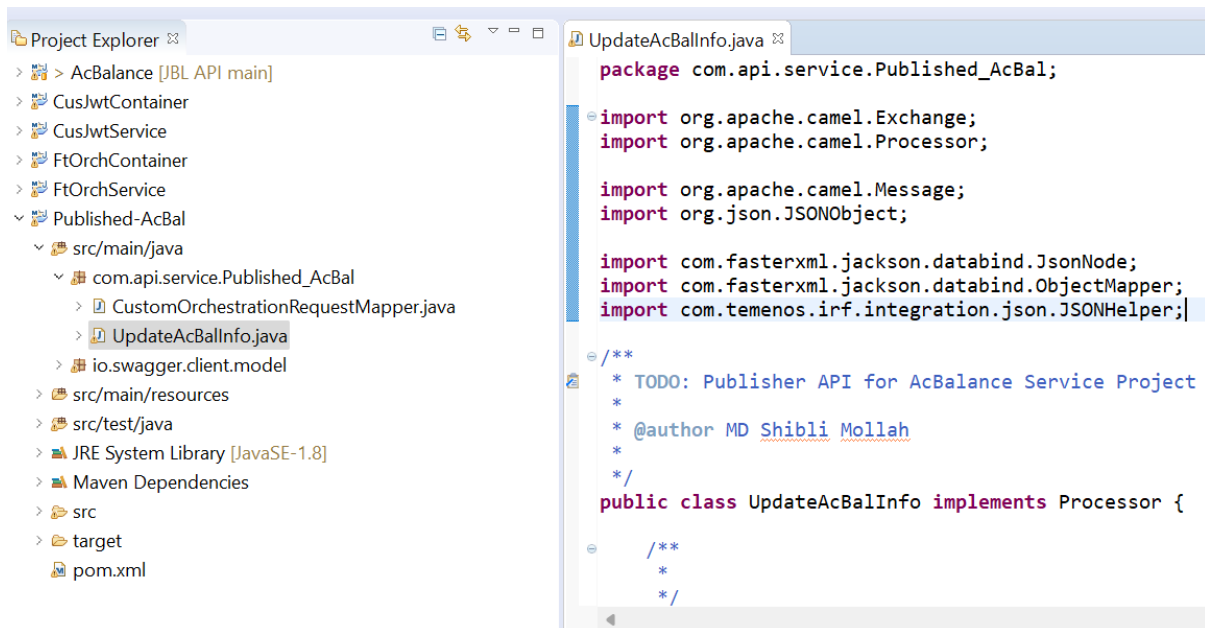 Project Explorer
> AcBalance [JBL API main]
CusJwtContainer
CusJwtService
FtOrchContainer
FtOrchService
Published-AcBal
src/main/java
com.api.service.Published_AcBal
CustomOrchestrationRequestMapper.java
UpdateAcBalInfo.java
io.swagger.client.model
src/main/resources
src/test/java
JRE System Library [JavaSE-1.8]
Maven Dependencies
src
target
pom.xml
UpdateAcBalInfo.java
package com.api.service.Published_AcBal;
import org.apache.camel.Exchange;
import org.apache.camel.Processor;
import org.apache.camel.Message;
import org.json.JSONObject;
import com.fasterxml.jackson.databind.JsonNode;
import com.fasterxml.jackson.databind.ObjectMapper;
import com.temenos.irf.integration.json.JSONHelper;
/**
* TODO: Publisher API for AcBalance Service Project
*
* @author MD Shibli Mollah
*
*/
public class UpdateAcBalInfo implements Processor {
/**
*
*/